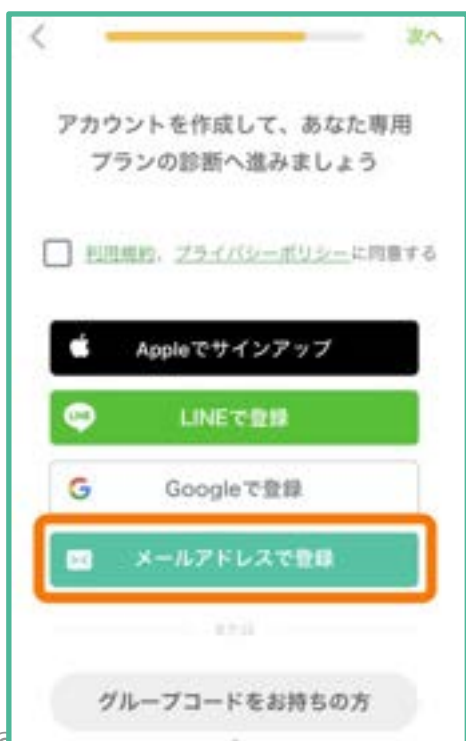 次へ
アカウントを作成して、あなた専用
プランの診断へ進みましょう
利用規約、プライバシーポリシーに同意する
Appleでサインアップ
LINEで登録
Googleで登録
メールアドレスで登録
または
グループコードをお持ちの方